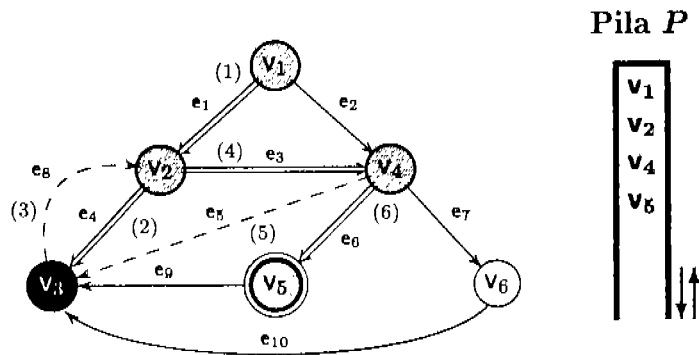 Pila P
(1)
v1
e1
e2
v1
v2
v4
v5
e8
v2
(4)
e3
v4
(3)
e4
(2)
e5
(5)
e6
(6)
e7
v3
e9
v5
v6
e10